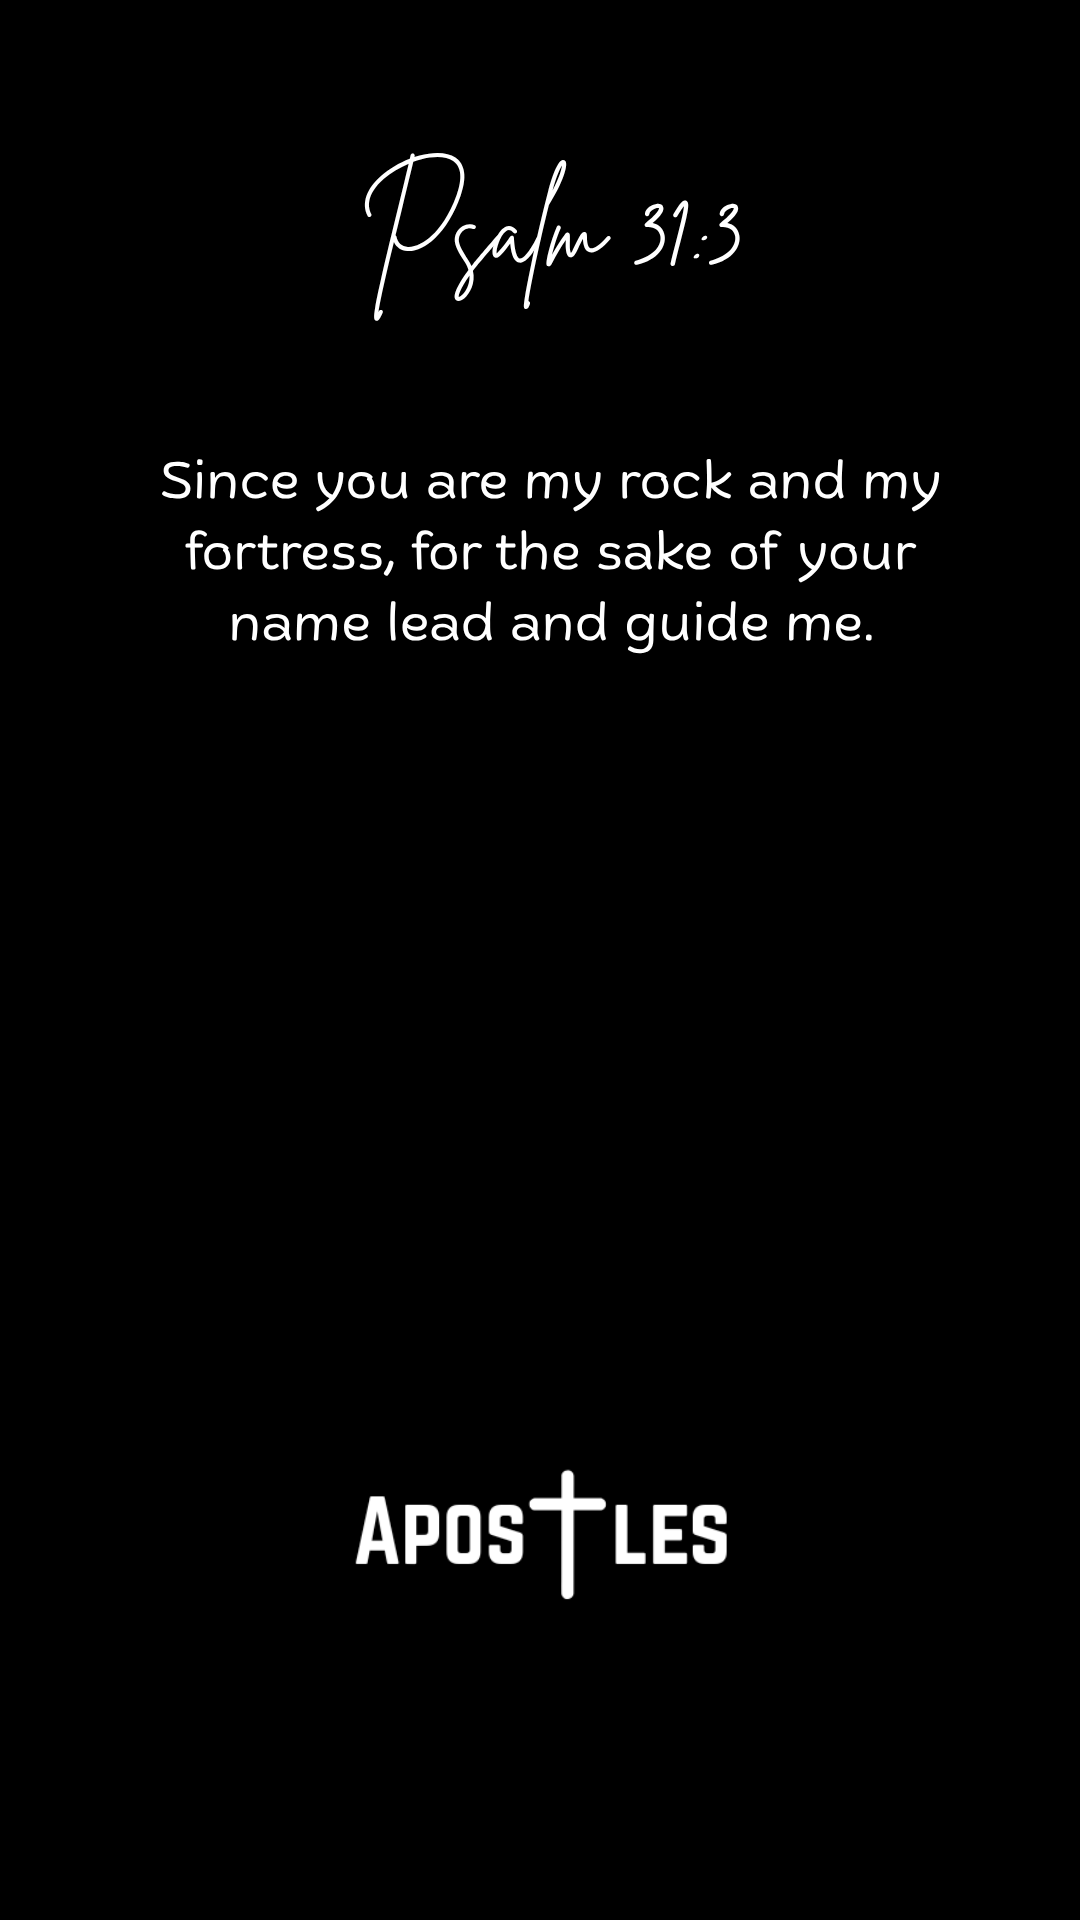 Psalm 31:3
Since you are my rock and my
fortress, for the sake of your
name lead and guide me.
APOSTLES